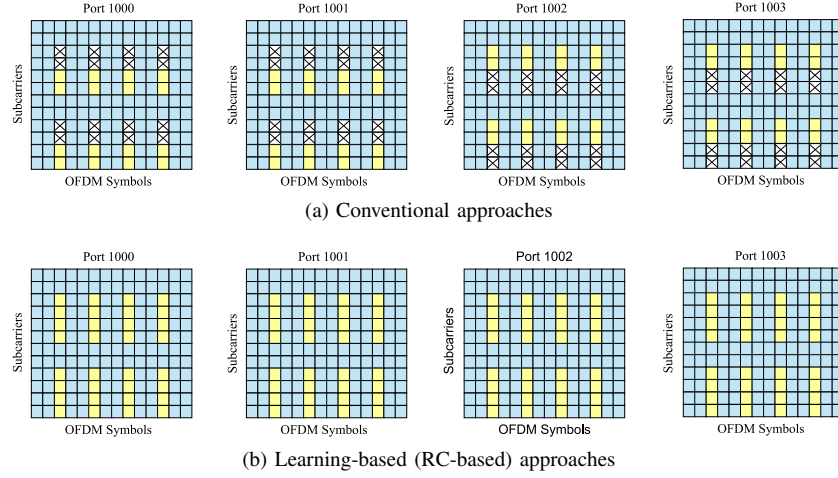 Port 1000
Port 1001
Port 1002
Port 1003
Subcarriers
Subcarriers
Subcarriers
Subcarriers
OFDM Symbols
OFDM Symbols
OFDM Symbols
OFDM Symbols
(a) Conventional approaches
Port 1000
Port 1001
Port 1002
Port 1003
Subcarriers
Subcarriers
Subcarriers
Subcarriers
OFDM Symbols
OFDM Symbols
OFDM Symbols
OFDM Symbols
(b) Learning-based (RC-based) approaches